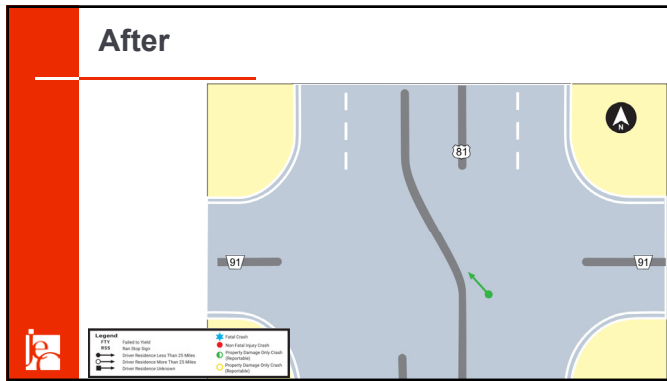 After
N
81
91
91
Legend
FTY Failed to Yield
RSS Ran Stop Sign
Driver Residence Less Than 25 Miles
Driver Residence More Than 25 Miles
Driver Residence Unknown
Fatal Crash
Non Fatal Injury Crash
Property Damage Only Crash
(Reportable)
Property Damage Only Crash
(Reportable)
jeo